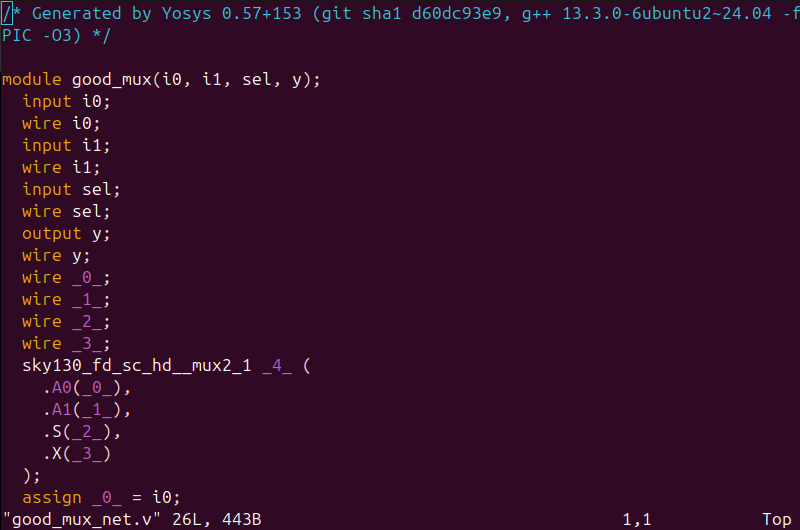 /* Generated by Yosys 0.57+153 (git sha1 d60dc93e9, g++ 13.3.0-6ubuntu2~24.04 -f
PIC -O3) */
module good_mux(i0, i1, sel, y);
  input i0;
  wire i0;
  input i1;
  wire i1;
  input sel;
  wire sel;
  output y;
  wire y;
  wire _0_;
  wire _1_;
  wire _2_;
  wire _3_;
  sky130_fd_sc_hd__mux2_1 _4_ (
    .A0(_0_),
    .A1(_1_),
    .S(_2_),
    .X(_3_)
  );
  assign _0_ = i0;
"good_mux_net.v" 26L, 443B 1,1 Top